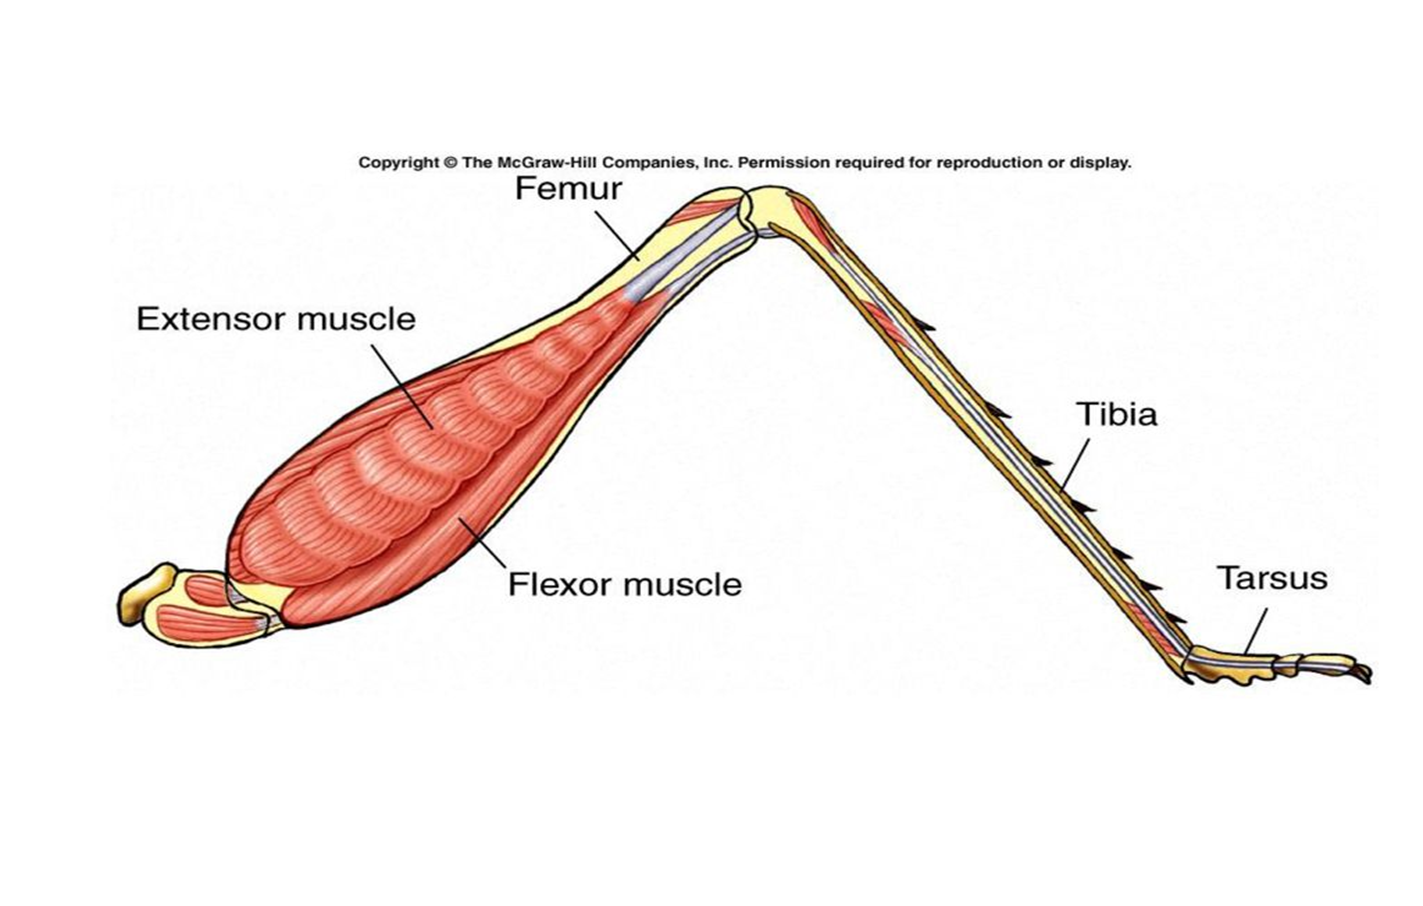 Copyright © The McGraw-Hill Companies, Inc. Permission required for reproduction or display.
Femur
Extensor muscle
Tibia
Flexor muscle
Tarsus